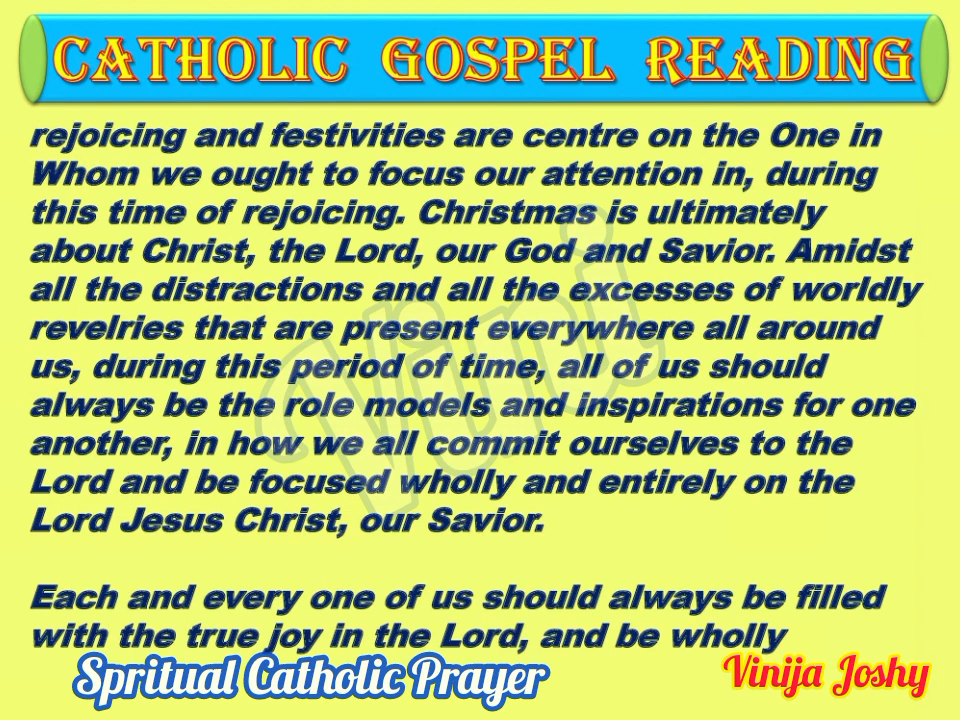 CATHOLIC GOSPEL READING
rejoicing and festivities are centre on the One in
Whom we ought to focus our attention in, during
this time of rejoicing. Christmas is ultimately
about Christ, the Lord, our God and Savior. Amidst
all the distractions and all the excesses of worldly
revelries that are present everywhere all around
us, during this period of time, all of us should
always be the role models and inspirations for one
another, in how we all commit ourselves to the
Lord and be focused wholly and entirely on the
Lord Jesus Christ, our Savior.
Each and every one of us should always be filled
with the true joy in the Lord, and be wholly
Vini
Spritual Catholic Prayer
Vinija Joshy